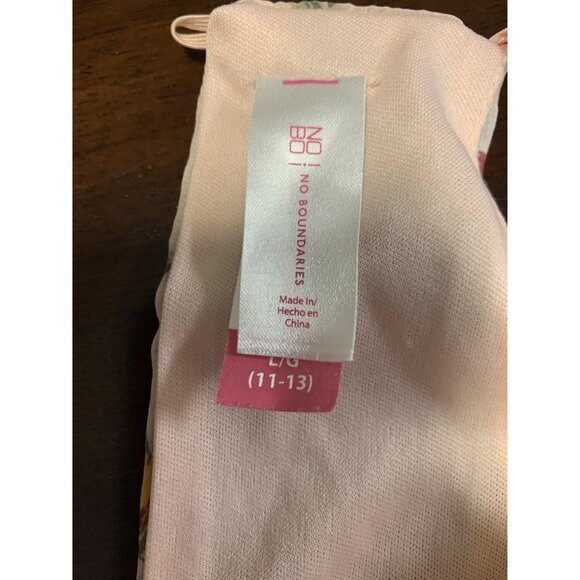 NO
BO
NO BOUNDARIES
Made In/
Hecho en
China
L/G
(11-13)